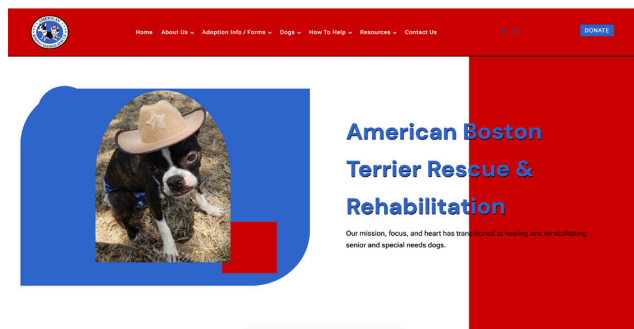 AMERICAN
Home About Us Adoption Info / Forms Dogs How To Help Resources Contact Us
DONATE
American Boston
Terrier Rescue &
Rehabilitation
Our mission, focus, and heart has transitioned to healing and rehabilitating
senior and special needs dogs.